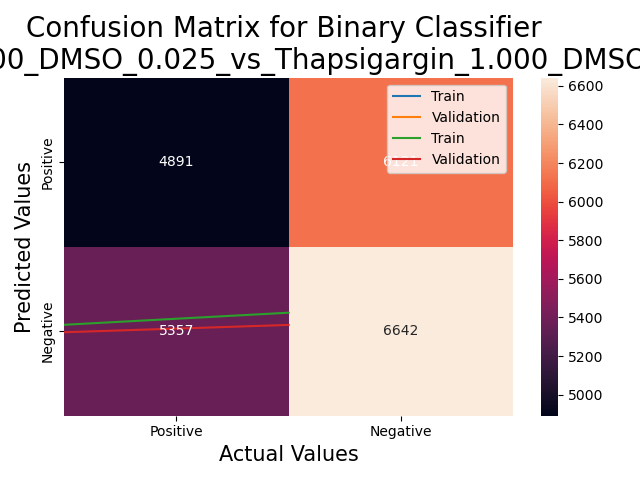 Confusion Matrix for Binary Classifier
00_DMSO_0.025_vs_Thapsigargin_1.000_DMSO
Train
Validation
Train
Validation
Predicted Values
Positive
Negative
4891
5357
6642
Positive
Negative
Actual Values
6600
6400
6200
6000
5800
5600
5400
5200
5000